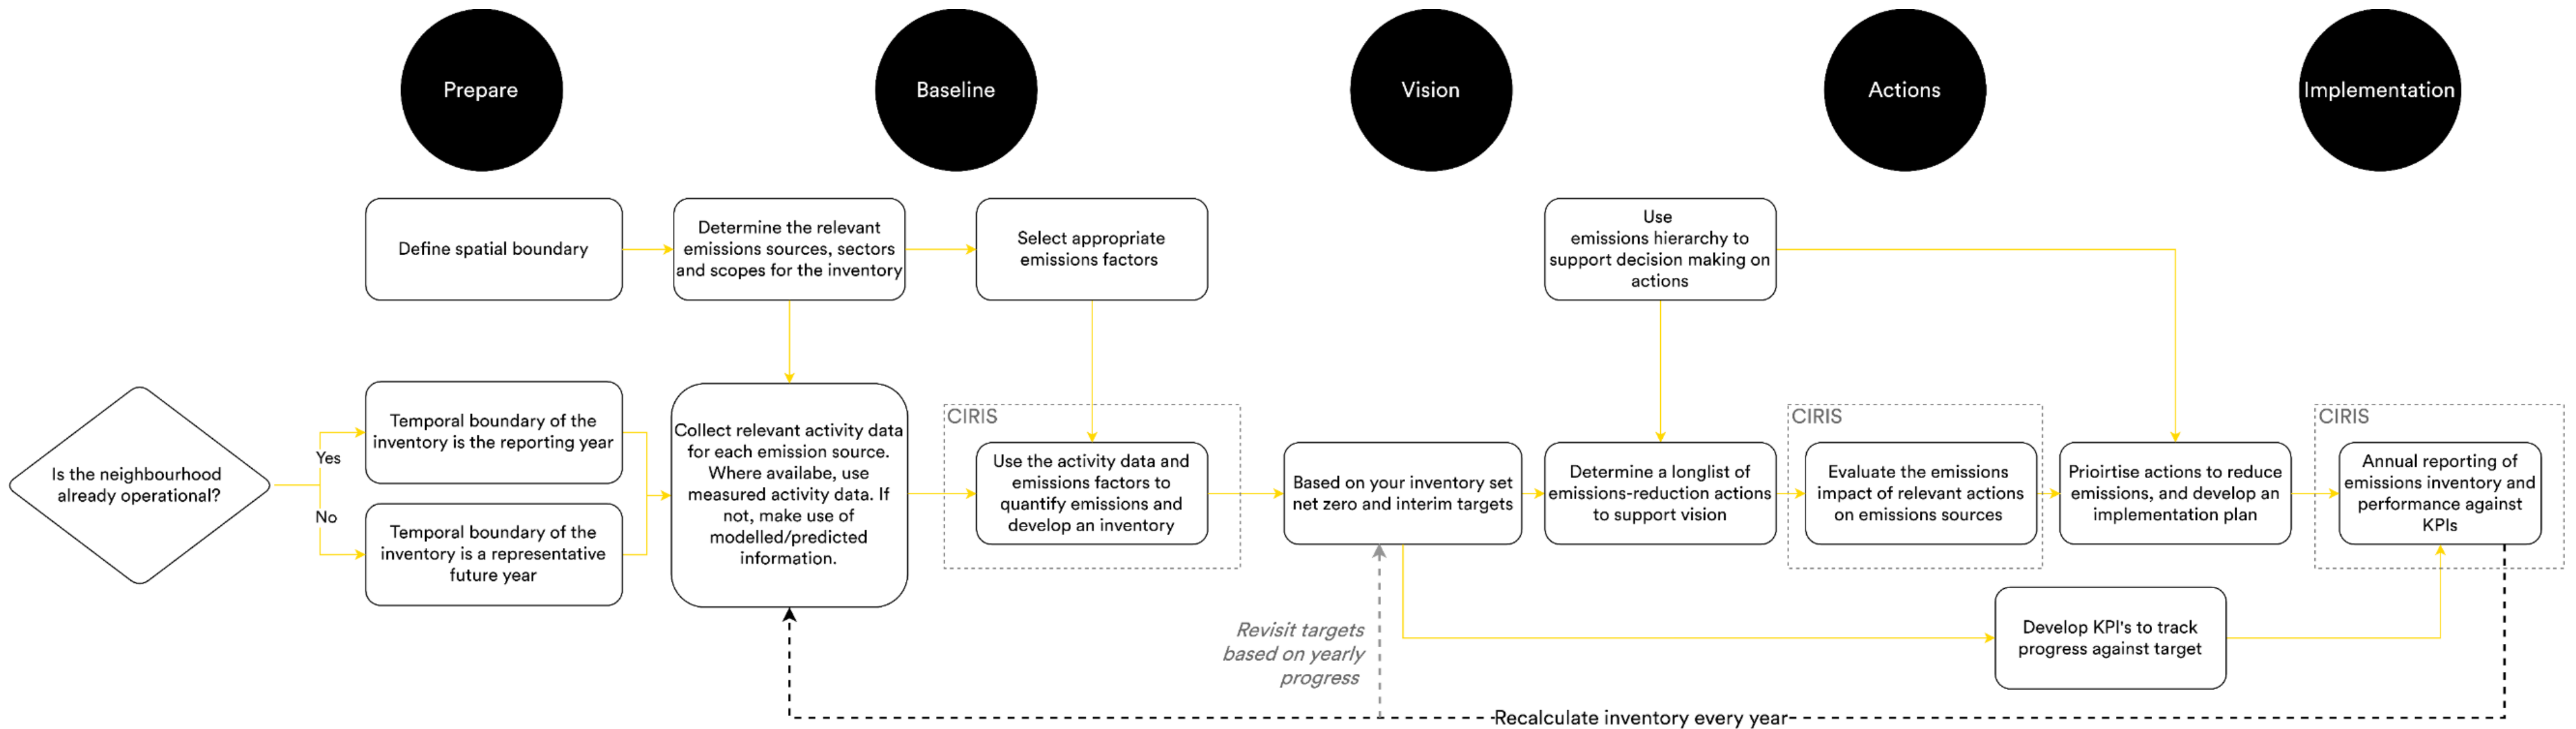 Prepare
Baseline
Vision
Actions
Implementation
Define spatial boundary
Determine the relevant
emissions sources, sectors
and scopes for the inventory
Select appropriate
emissions factors
Use
emissions hierarchy to
support decision making on
actions
Is the neighbourhood
already operational?
Yes
No
Temporal boundary of the
inventory is the reporting year
Temporal boundary of the
inventory is a representative
future year
Collect relevant activity data
for each emission source.
Where availabe, use
measured activity data. If
not, make use of
modelled/predicted
information.
CIRIS
Use the activity data and
emissions factors to
quantify emissions and
develop an inventory
Based on your inventory set
net zero and interim targets
Determine a longlist of
emissions-reduction actions
to support vision
CIRIS
Evaluate the emissions
impact of relevant actions
on emissions sources
Prioirtise actions to reduce
emissions, and develop an
implementation plan
CIRIS
Annual reporting of
emissions inventory and
performance against
KPIs
Revisit targets
based on yearly
progress
Develop KPI's to track
progress against target
Recalculate inventory every year